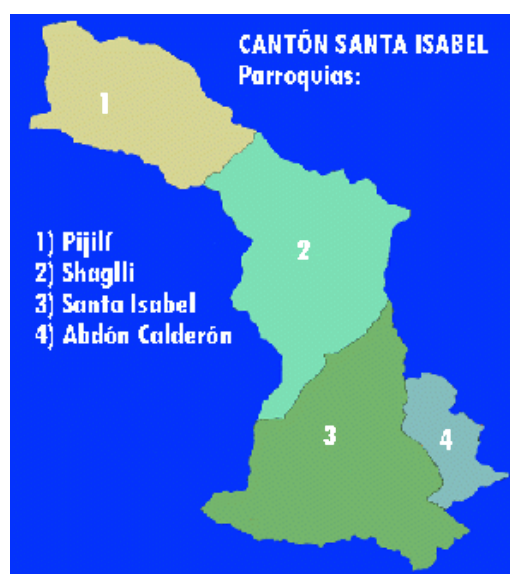 CANTÓN SANTA ISABEL
Parroquias:
1
2
1) Pijilí
2) Shaglli
3) Santa Isabel
4) Abdón Calderón
3
4